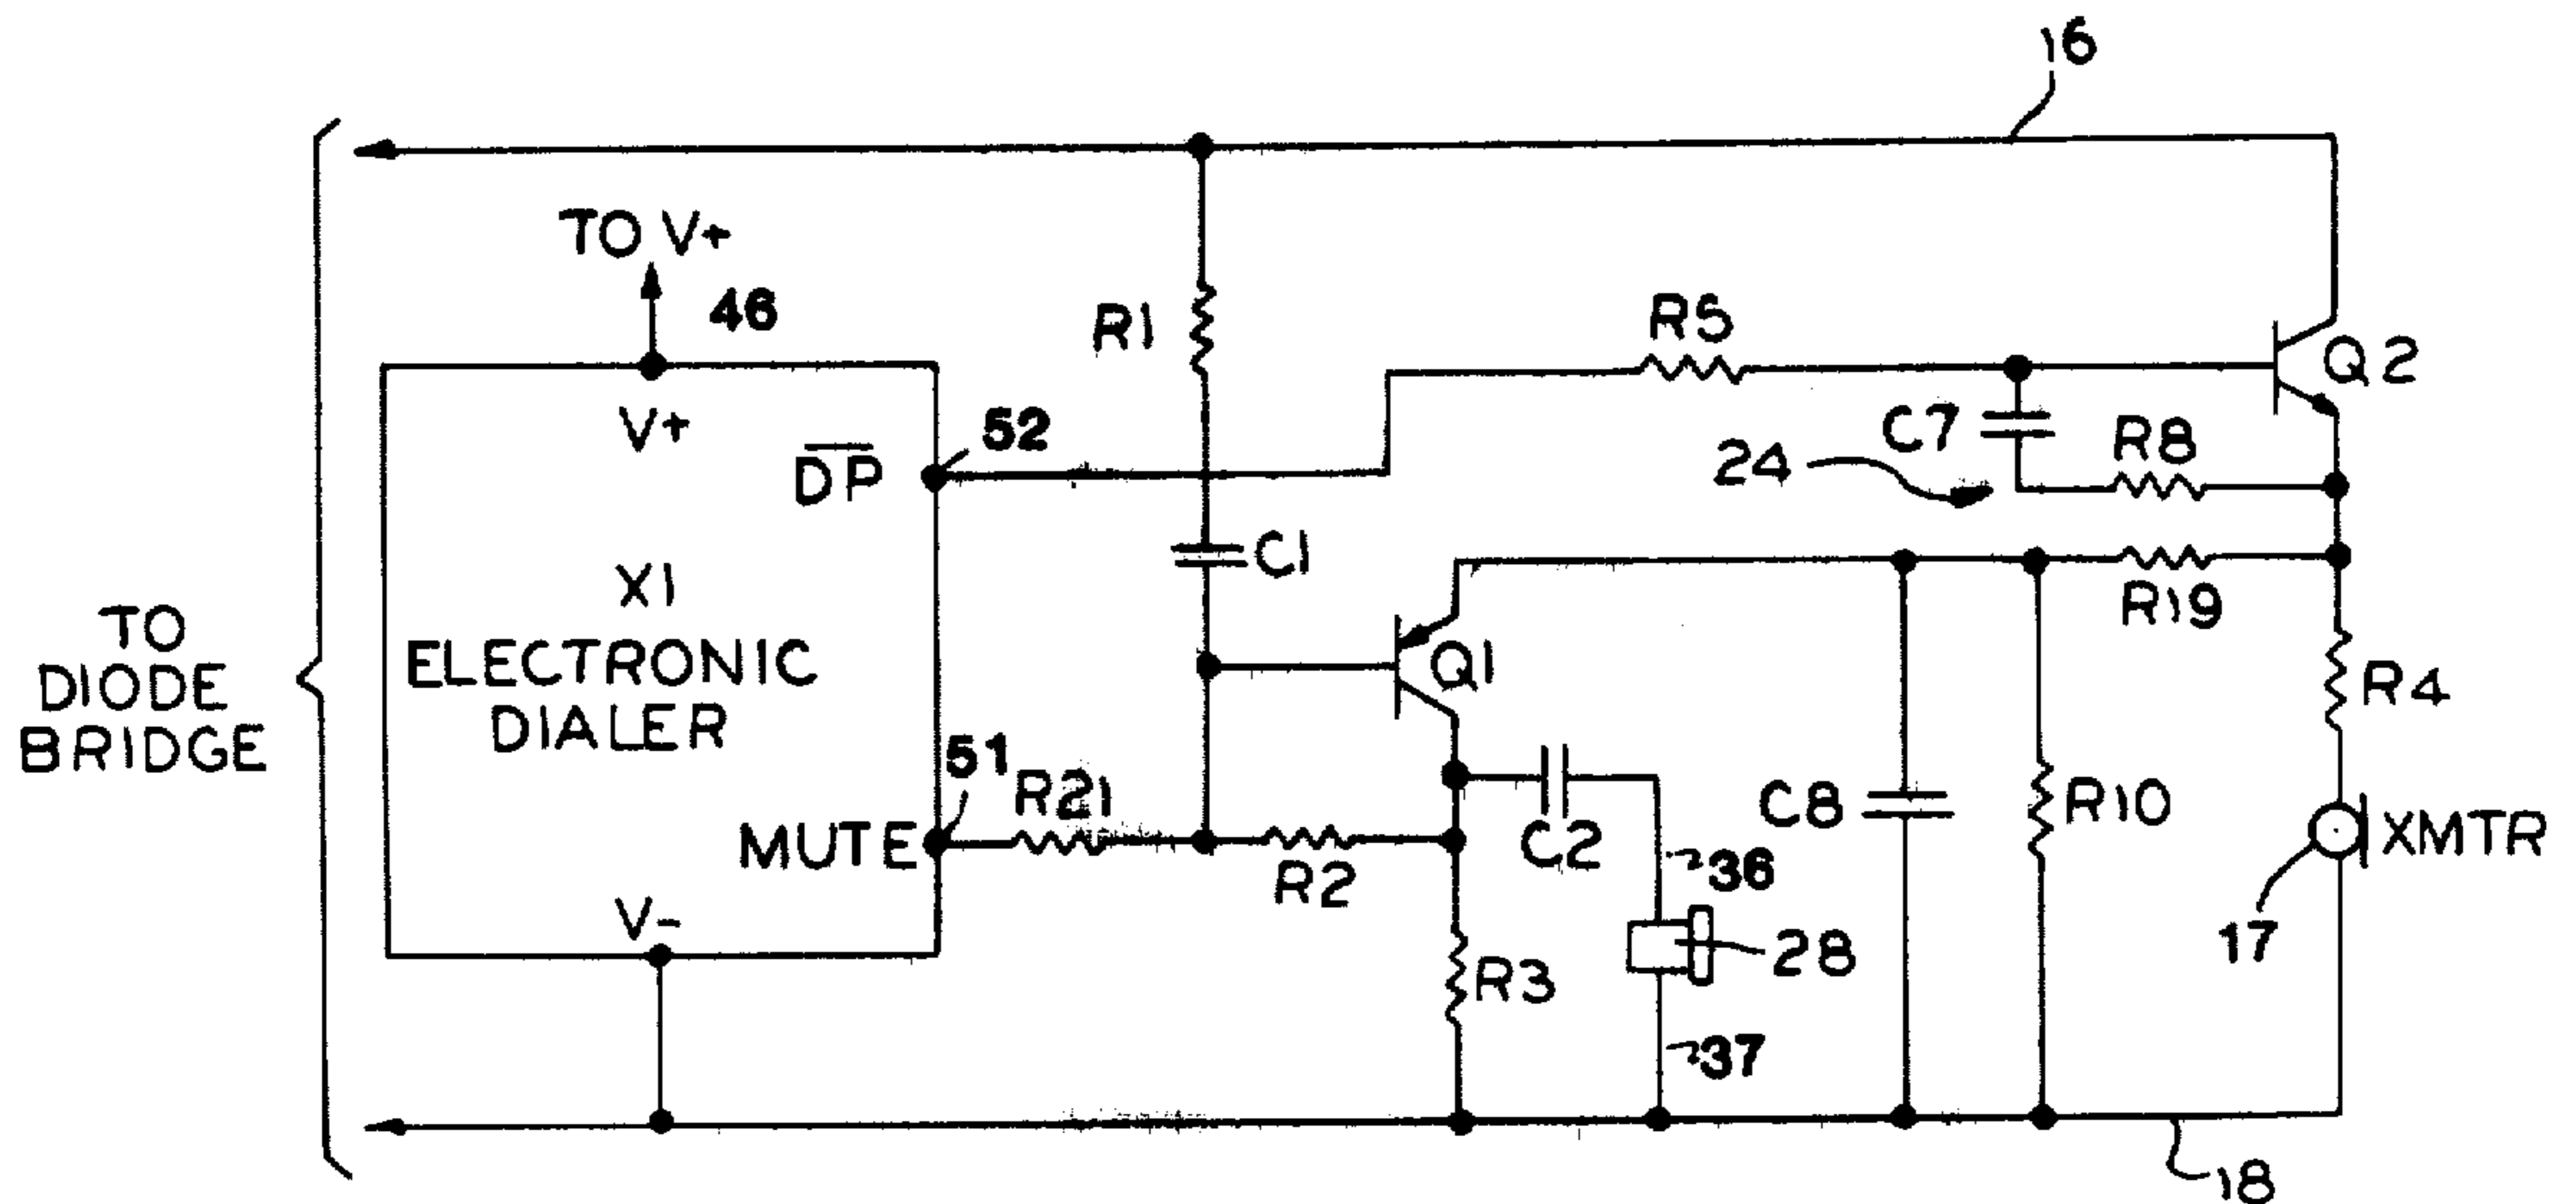 16
TO V+
46
R1
R5
Q2
V+
52
DP
C7
R8
24
C1
X1
ELECTRONIC
DIALER
TO
DIODE
BRIDGE
Q1
R19
R4
51
R21
MUTE
R2
C2
C8
R10
XMTR
36
17
V-
R3
28
37
18